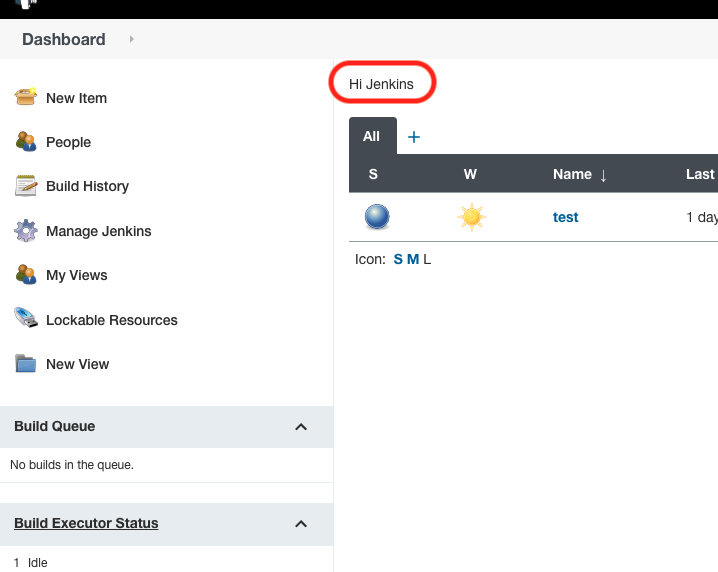 Dashboard
New Item
People
Build History
Manage Jenkins
My Views
Lockable Resources
New View
Build Queue
No builds in the queue.
Build Executor Status
1 Idle
Hi Jenkins
All +
S W Name ↓ Last
test 1 day
Icon: S M L